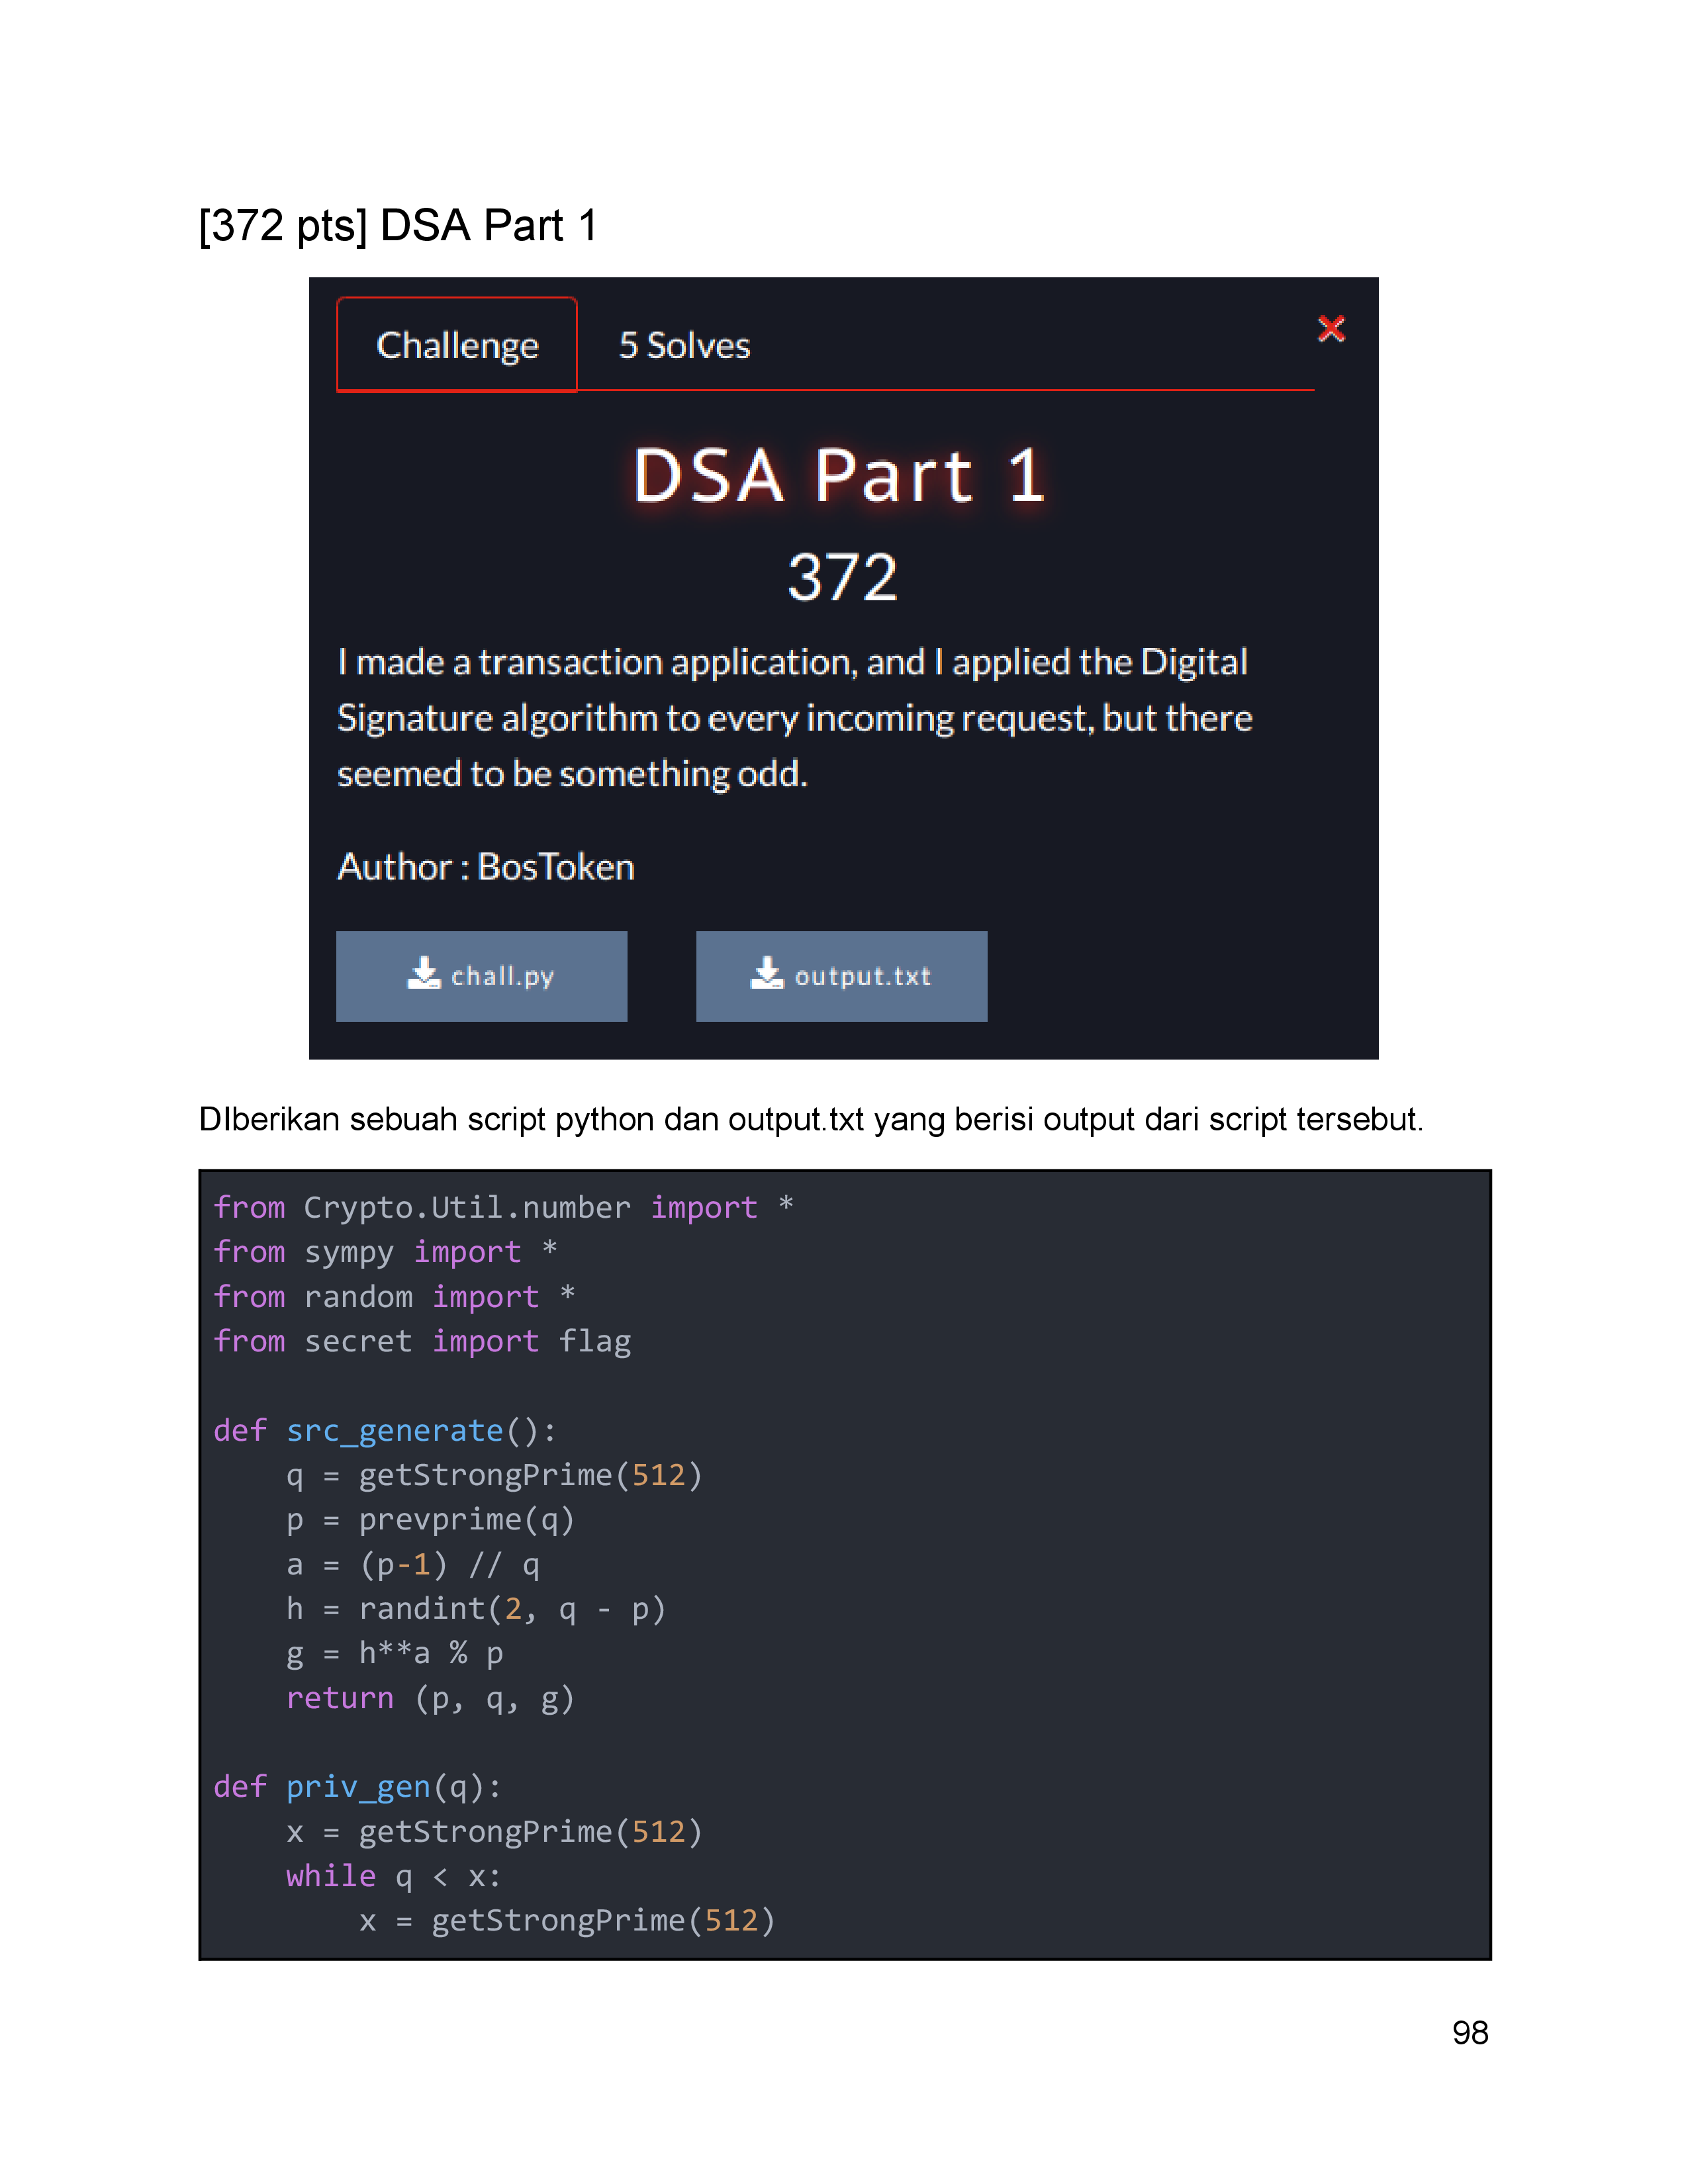 [372 pts] DSA Part 1
Challenge
5 Solves
DSA Part 1
372
I made a transaction application, and I applied the Digital
Signature algorithm to every incoming request, but there
seemed to be something odd.
Author : BosToken
chall.py
output.txt
DIberikan sebuah script python dan output.txt yang berisi output dari script tersebut.
from Crypto.Util.number import *
from sympy import *
from random import *
from secret import flag

def src_generate():
    q = getStrongPrime(512)
    p = prevprime(q)
    a = (p-1) // q
    h = randint(2, q - p)
    g = h**a % p
    return (p, q, g)

def priv_gen(q):
    x = getStrongPrime(512)
    while q < x:
        x = getStrongPrime(512)
98